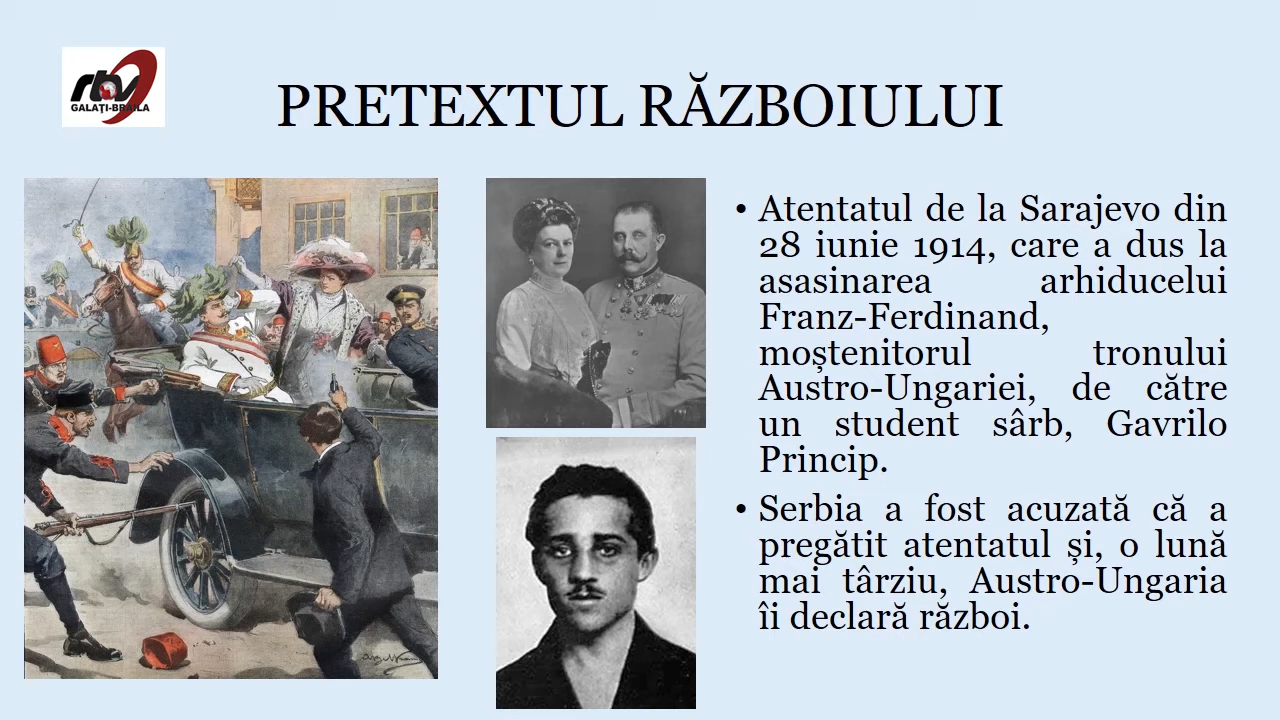 rtv
GALAȚI-BRĂILA
PRETEXTUL RĂZBOIULUI
• Atentatul de la Sarajevo din
28 iunie 1914, care a dus la
asasinarea arhiducelui
Franz-Ferdinand,
moștenitorul tronului
Austro-Ungariei, de către
un student sârb, Gavrilo
Princip.
• Serbia a fost acuzată că a
pregătit atentatul și, o lună
mai târziu, Austro-Ungaria
îi declară război.